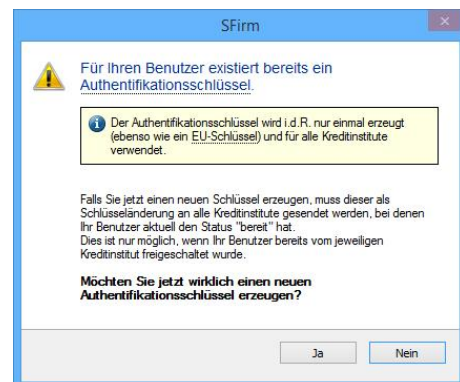 SFirm
Für Ihren Benutzer existiert bereits ein
Authentifikationsschlüssel.
Der Authentifikationsschlüssel wird i.d.R. nur einmal erzeugt
(ebenso wie ein EU-Schlüssel) und für alle Kreditinstitute
verwendet.
Falls Sie jetzt einen neuen Schlüssel erzeugen, muss dieser als
Schlüsseländerung an alle Kreditinstitute gesendet werden, bei denen
Ihr Benutzer aktuell den Status "bereit" hat.
Dies ist nur möglich, wenn Ihr Benutzer bereits vom jeweiligen
Kreditinstitut freigeschaltet wurde.
Möchten Sie jetzt wirklich einen neuen
Authentifikationsschlüssel erzeugen?
Ja Nein